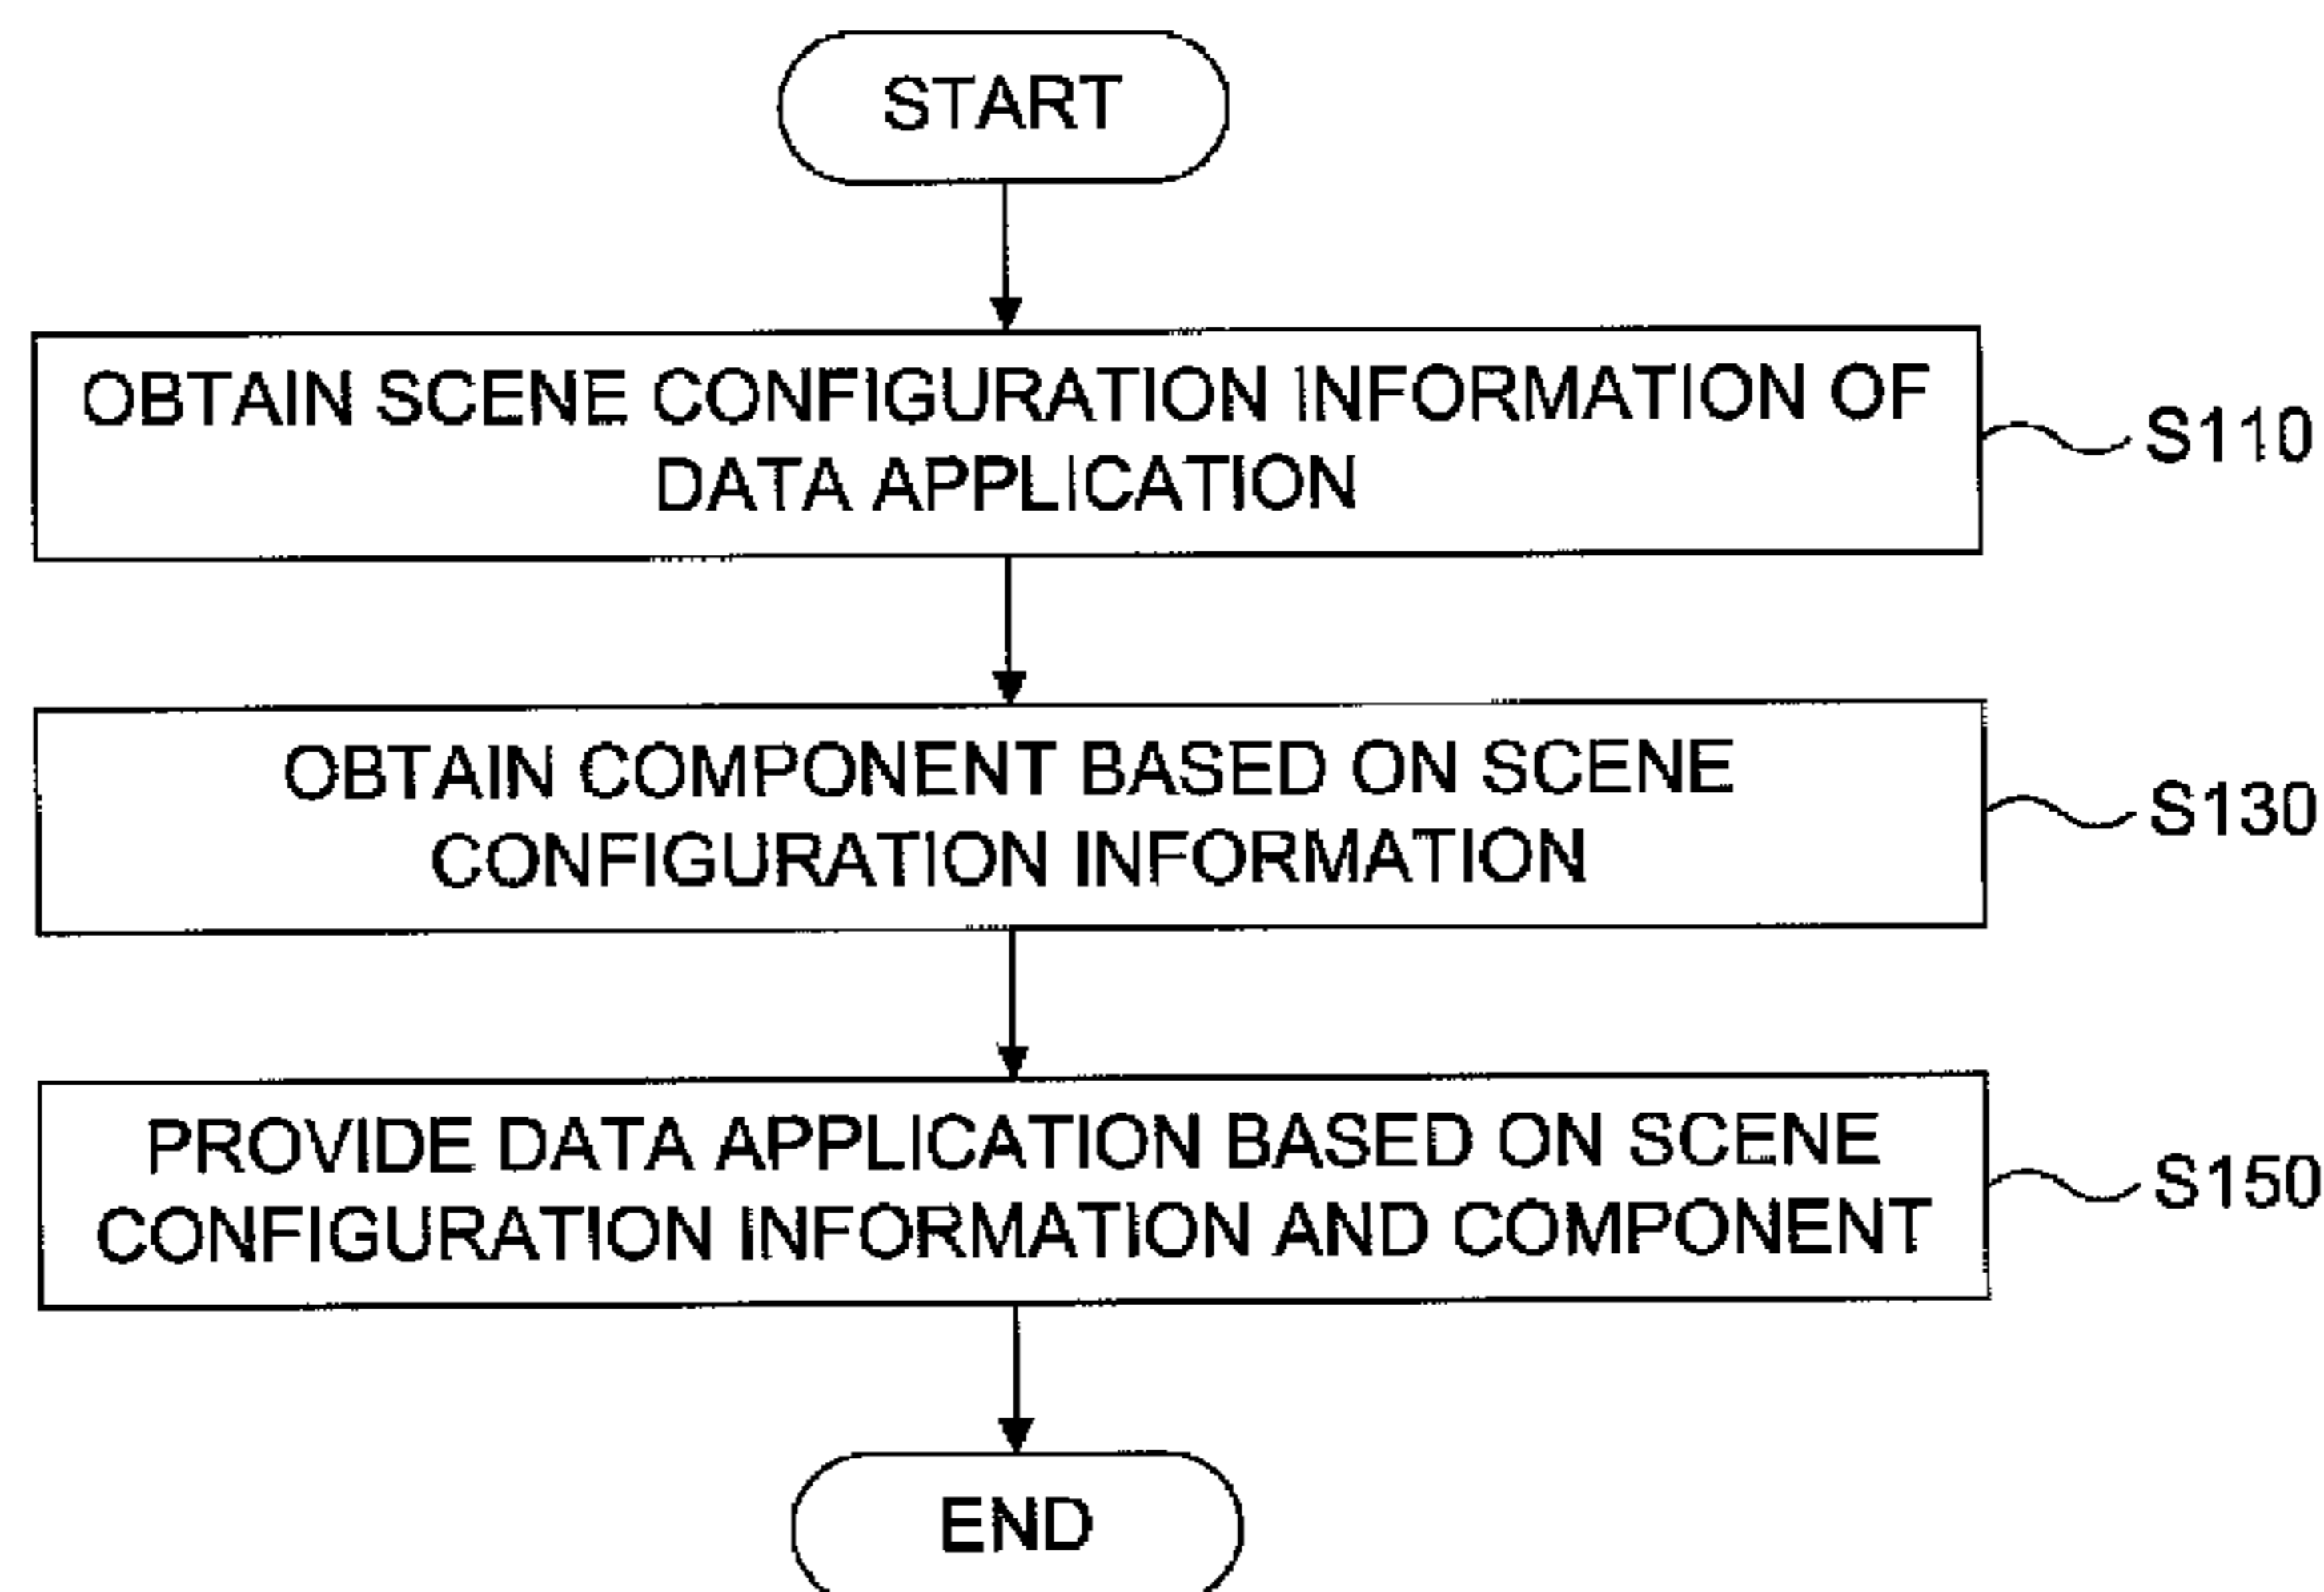 START
OBTAIN SCENE CONFIGURATION INFORMATION OF
DATA APPLICATION
S110
OBTAIN COMPONENT BASED ON SCENE
CONFIGURATION INFORMATION
S130
PROVIDE DATA APPLICATION BASED ON SCENE
CONFIGURATION INFORMATION AND COMPONENT
S150
END